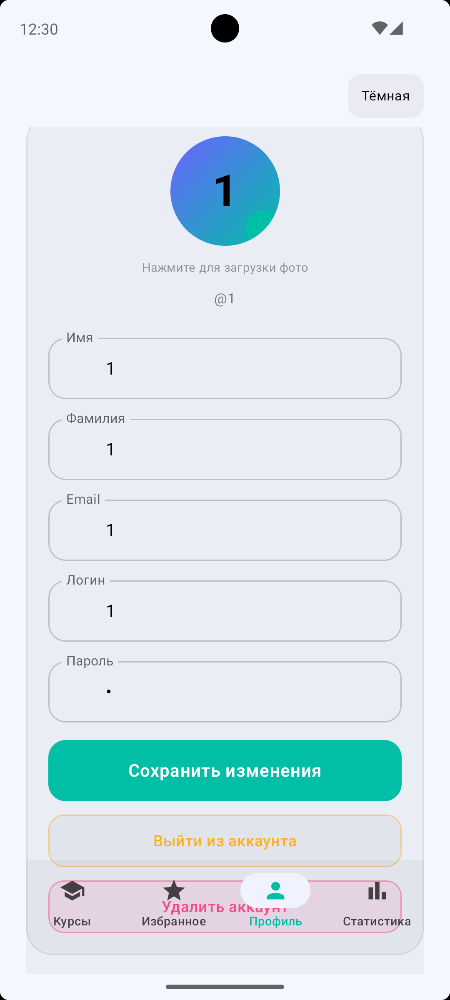 12:30
Тёмная
1
Нажмите для загрузки фото
@1
Имя
1
Фамилия
1
Email
1
Логин
1
Пароль
•
Сохранить изменения
Выйти из аккаунта
Удалить аккаунт
Курсы
Избранное
Профиль
Статистика